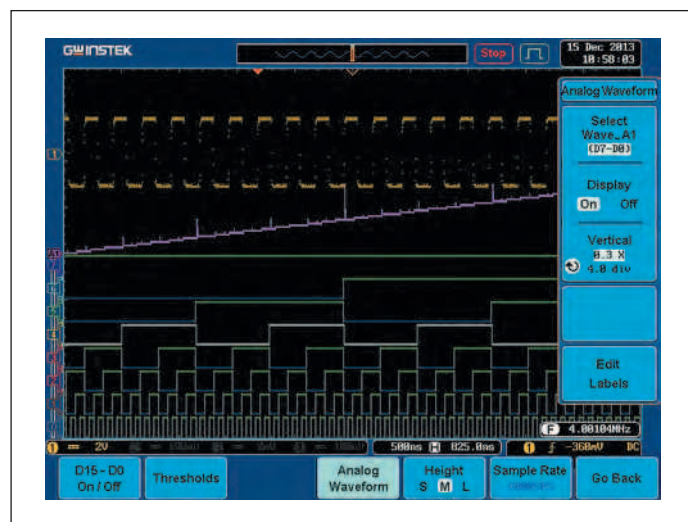 GWINSTEK
Stop
15 Dec 2013
10:58:03
Analog Waveform
Select
Wave_A1
(D7-D0)
Display
On Off
Vertical
0.3 X
4.0 div
Edit
Labels
F 4.00104MHz
1 2V
500ns H 825.0ns
1 -360mV DC
D15 - D0
On / Off
Thresholds
Analog
Waveform
Height
S M L
Sample Rate
Go Back